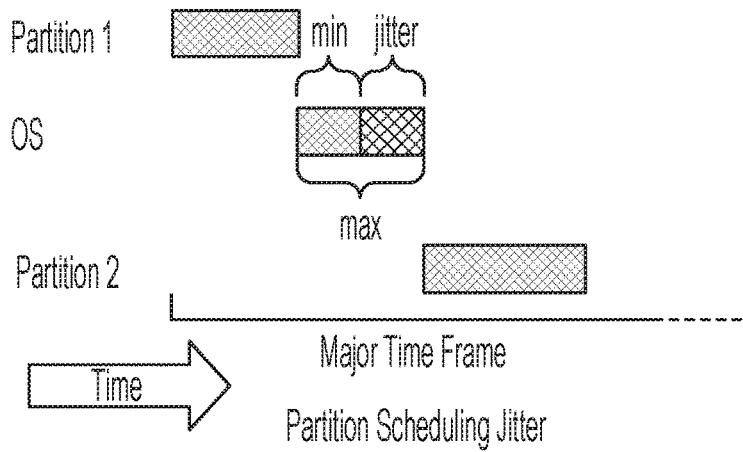 Partition 1
min jitter
OS
max
Partition 2
Major Time Frame
Time
Partition Scheduling Jitter